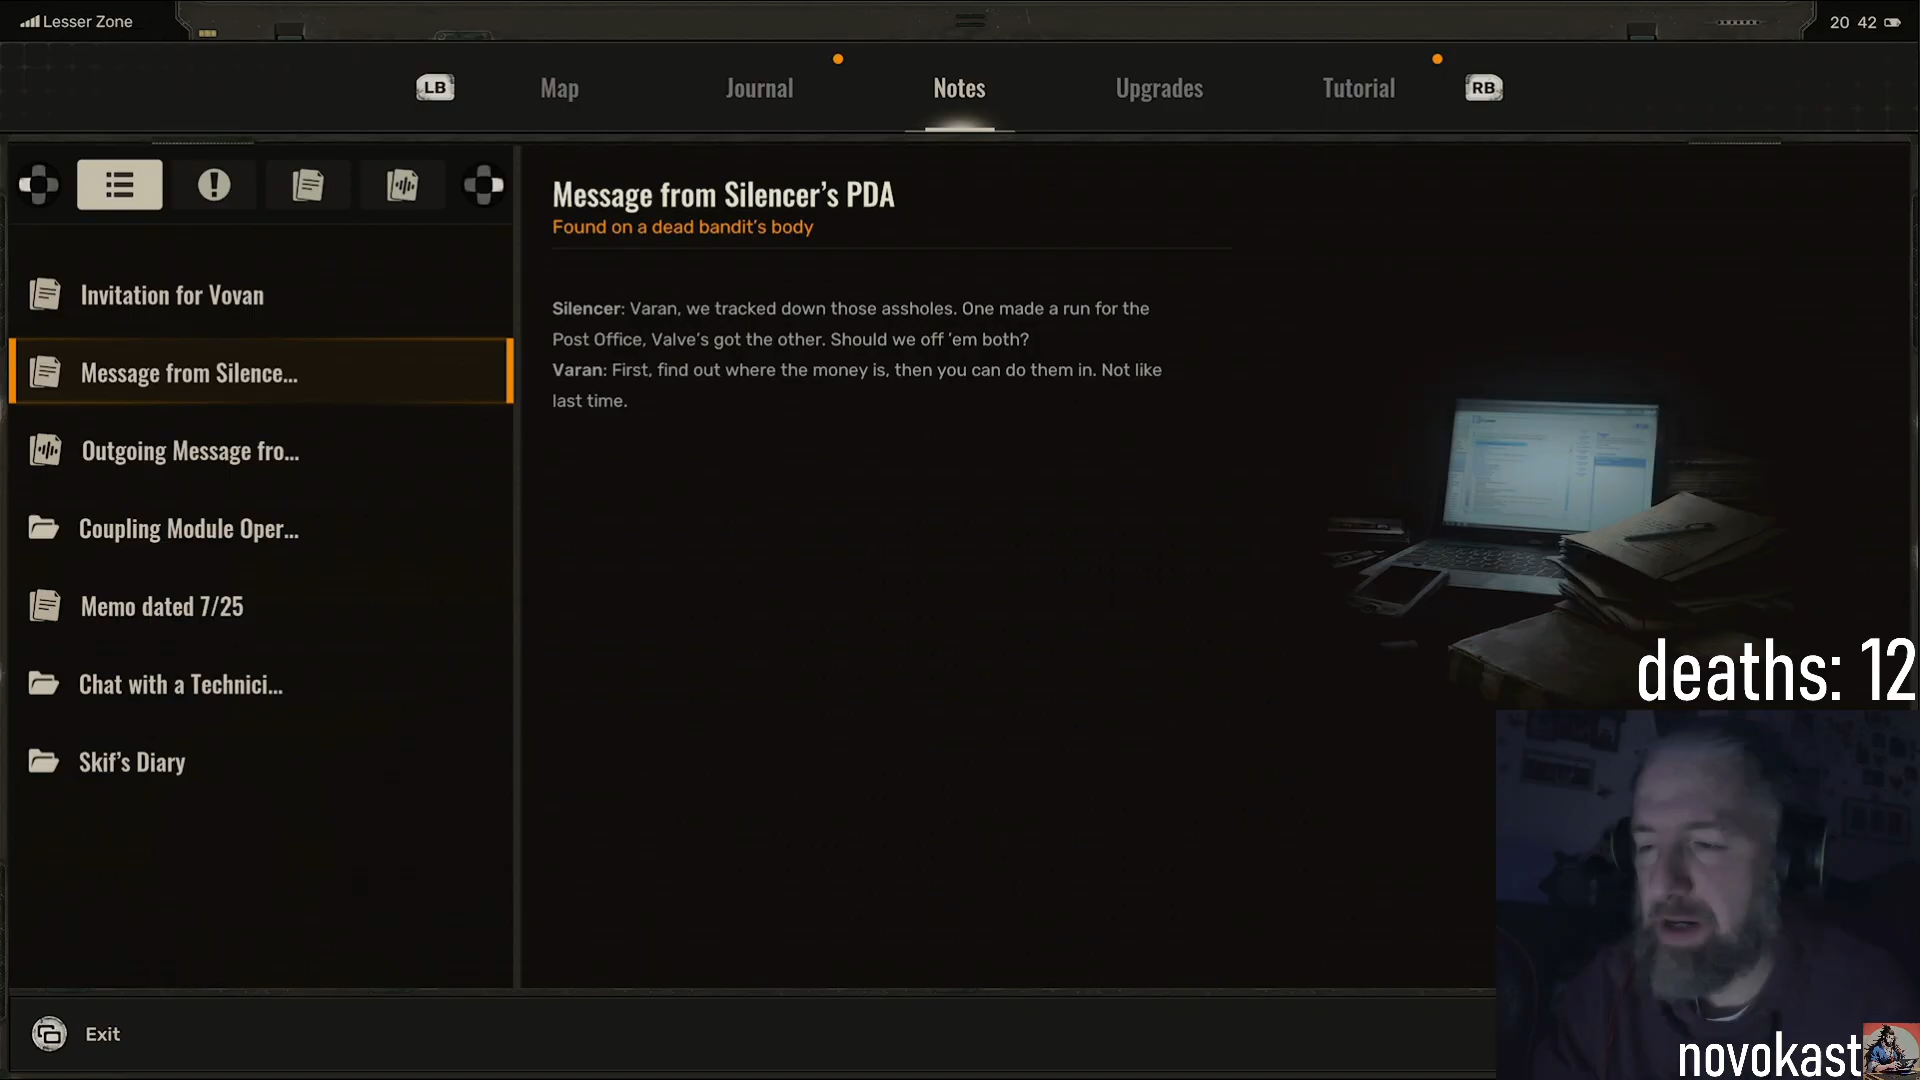 Lesser Zone
20 42
LB
Map
Journal
Notes
Upgrades
Tutorial
RB
Invitation for Vovan
Message from Silence...
Outgoing Message fro...
Coupling Module Oper...
Memo dated 7/25
Chat with a Technici...
Skif’s Diary
Message from Silencer’s PDA
Found on a dead bandit’s body
Silencer: Varan, we tracked down those assholes. One made a run for the
Post Office, Valve’s got the other. Should we off ’em both?
Varan: First, find out where the money is, then you can do them in. Not like
last time.
deaths: 12
Exit
novokast